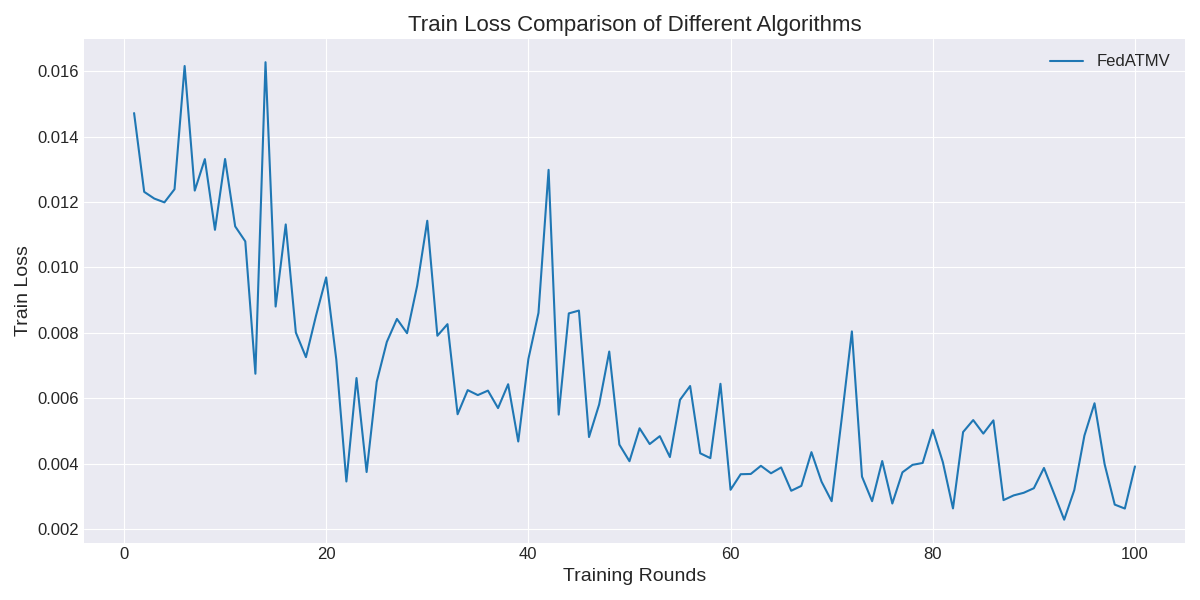 Train Loss Comparison of Different Algorithms
FedATMV
0.016
0.014
0.012
0.010
0.008
0.006
0.004
0.002
Train Loss
0 20 40 60 80 100
Training Rounds